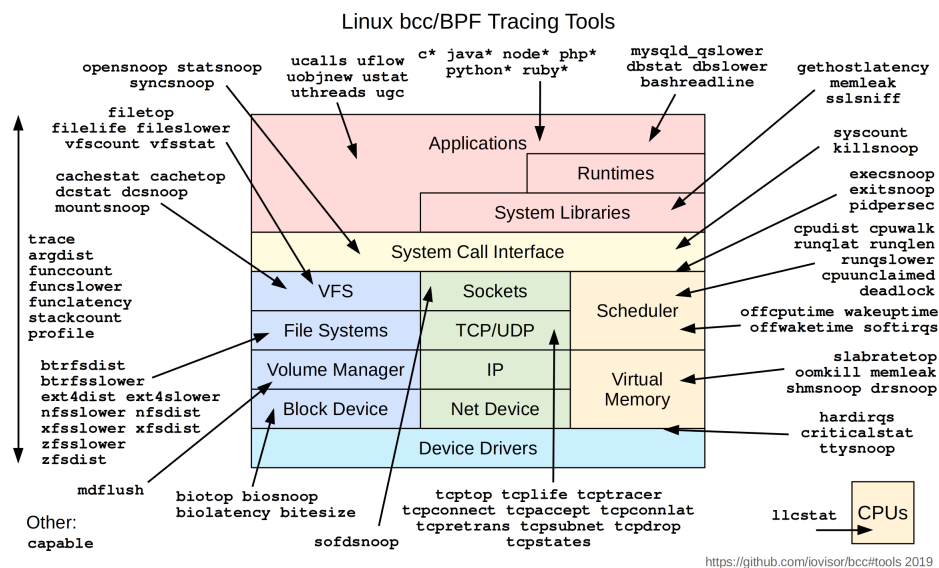 Linux bcc/BPF Tracing Tools
opensnoop statsnoop
syncsnoop
ucalls uflow
uobjnew ustat
uthreads ugc
c* java* node* php*
python* ruby*
mysqld_qslower
dbstat dbslower
bashreadline
gethostlatency
memleak
sslsniff
filetop
filelife fileslower
vfscount vfsstat
syscount
killsnoop
cachestat cachetop
dcstat dcsnoop
mountsnoop
execsnoop
exitsnoop
pidpersec
trace
argdist
funccount
funcslower
funclatency
stackcount
profile
cpudist cpuwalk
runqlat runqlen
runqslower
cpuunclaimed
deadlock
offcputime wakeuptime
offwaketime softirqs
btrfsdist
btrfsslower
ext4dist ext4slower
nfsslower nfsdist
xfsslower xfsdist
zfsslower
zfsdist
slabratetop
oomkill memleak
shmsnoop drsnoop
hardirqs
criticalstat
ttysnoop
Applications
Runtimes
System Libraries
System Call Interface
VFS
Sockets
Scheduler
File Systems
TCP/UDP
Volume Manager
IP
Virtual
Memory
Block Device
Net Device
Device Drivers
mdflush
biotop biosnoop
biolatency bitesize
sofdsnoop
tcptop tcplife tcptracer
tcpconnect tcpaccept tcpconnlat
tcpretrans tcpsubnet tcpdrop
tcpstates
llcstat
CPUs
Other:
capable
https://github.com/iovisor/bcc#tools 2019